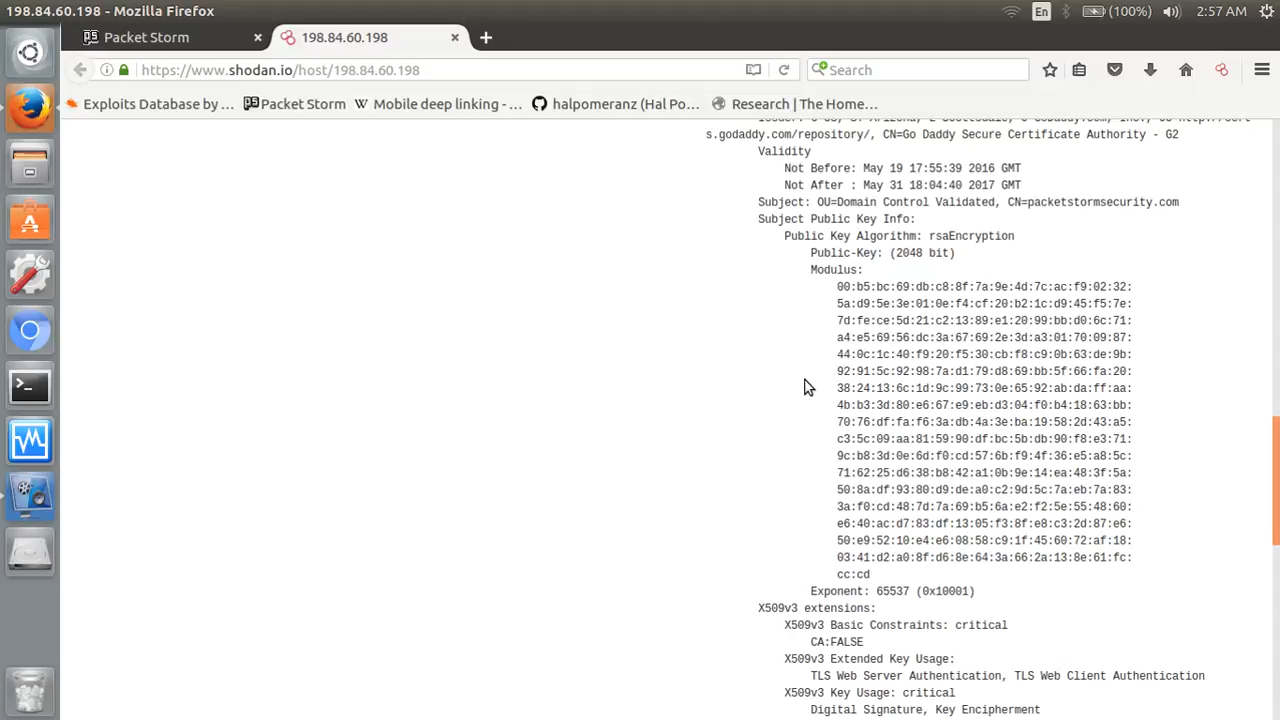 198.84.60.198 - Mozilla Firefox
En
(100%)
2:57 AM
Packet Storm
198.84.60.198
https://www.shodan.io/host/198.84.60.198
Search
Exploits Database by ...
Packet Storm
Mobile deep linking - ...
halpomeranz (Hal Po...
Research | The Home...
s.godaddy.com/repository/, CN=Go Daddy Secure Certificate Authority - G2
Validity
Not Before: May 19 17:55:39 2016 GMT
Not After : May 31 18:04:40 2017 GMT
Subject: OU=Domain Control Validated, CN=packetstormsecurity.com
Subject Public Key Info:
Public Key Algorithm: rsaEncryption
Public-Key: (2048 bit)
Modulus:
00:b5:bc:69:db:c8:8f:7a:9e:4d:7c:ac:f9:02:32:
5a:d9:5e:3e:01:0e:f4:cf:20:b2:1c:d9:45:f5:7e:
7d:fe:ce:5d:21:c2:13:89:e1:20:99:bb:d0:6c:71:
a4:e5:69:56:dc:3a:67:69:2e:3d:a3:01:70:09:87:
44:0c:1c:40:f9:20:f5:30:cb:f8:c9:0b:63:de:9b:
92:91:5c:92:98:7a:d1:79:d8:69:bb:5f:66:fa:20:
38:24:13:6c:1d:9c:99:73:0e:65:92:ab:da:ff:aa:
4b:b3:3d:80:e6:67:e9:eb:d3:04:f0:b4:18:63:bb:
70:76:df:fa:f6:3a:db:4a:3e:ba:19:58:2d:43:a5:
c3:5c:09:aa:81:59:90:df:bc:5b:db:90:f8:e3:71:
9c:b8:3d:0e:6d:f0:cd:57:6b:f9:4f:36:e5:a8:5c:
71:62:25:d6:38:b8:42:a1:0b:9e:14:ea:48:3f:5a:
50:8a:df:93:80:d9:de:a0:c2:9d:5c:7a:eb:7a:83:
3a:f0:cd:48:7d:7a:69:b5:6a:e2:f2:5e:55:48:60:
e6:40:ac:d7:83:df:13:05:f3:8f:e8:c3:2d:87:e6:
50:e9:52:10:e4:e6:08:58:c9:1f:45:60:72:af:18:
03:41:d2:a0:8f:d6:8e:64:3a:66:2a:13:8e:61:fc:
cc:cd
Exponent: 65537 (0x10001)
X509v3 extensions:
X509v3 Basic Constraints: critical
CA:FALSE
X509v3 Extended Key Usage:
TLS Web Server Authentication, TLS Web Client Authentication
X509v3 Key Usage: critical
Digital Signature, Key Encipherment